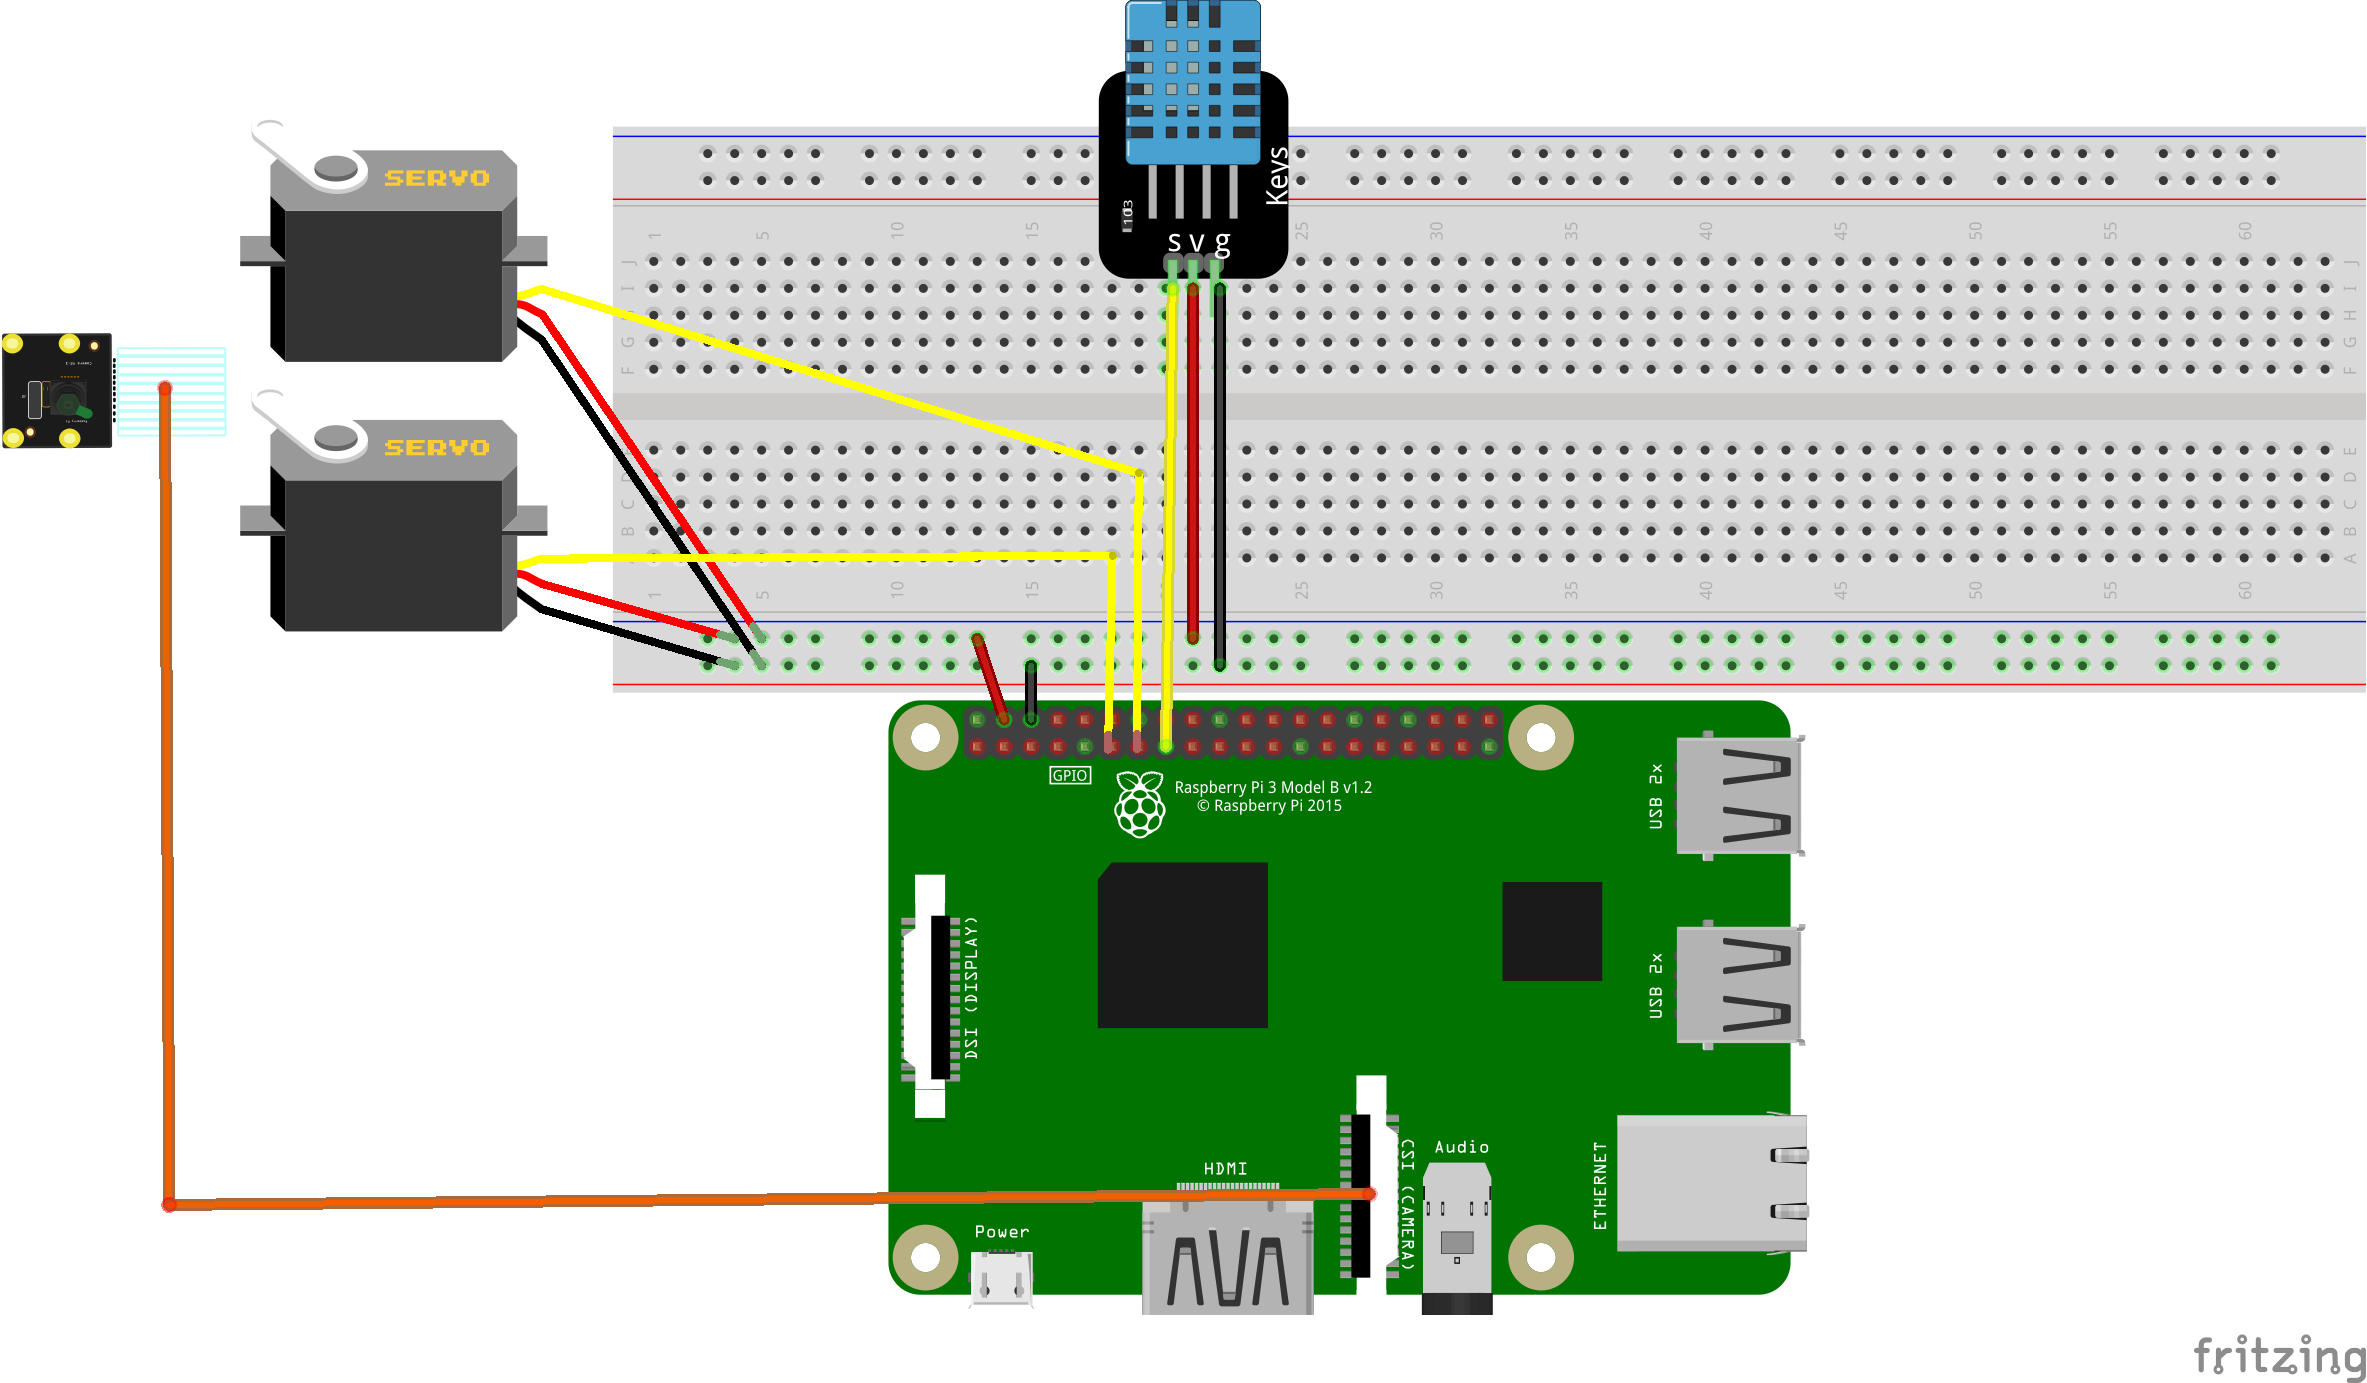 Keys
103
s v g
SERVO
SERVO
1 5 10 15 25 30 35 40 45 50 55 60
J J
I I
H
G G
F F
E
D
C C
B B
A
1 5 10 15 25 30 35 40 45 50 55 60
GPIO
Raspberry Pi 3 Model B v1.2
© Raspberry Pi 2015
USB 2x
USB 2x
DSI (DISPLAY)
CSI (CAMERA)
Audio
HDMI
Power
ETHERNET
fritzing